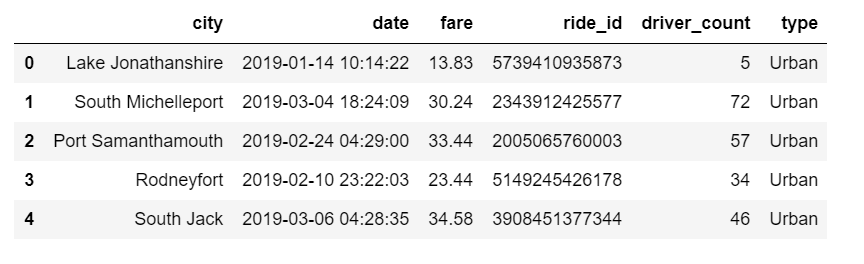 city date fare ride_id driver_count type
0 Lake Jonathanshire 2019-01-14 10:14:22 13.83 5739410935873 5 Urban
1 South Michelleport 2019-03-04 18:24:09 30.24 2343912425577 72 Urban
2 Port Samanthamouth 2019-02-24 04:29:00 33.44 2005065760003 57 Urban
3 Rodneyfort 2019-02-10 23:22:03 23.44 5149245426178 34 Urban
4 South Jack 2019-03-06 04:28:35 34.58 3908451377344 46 Urban